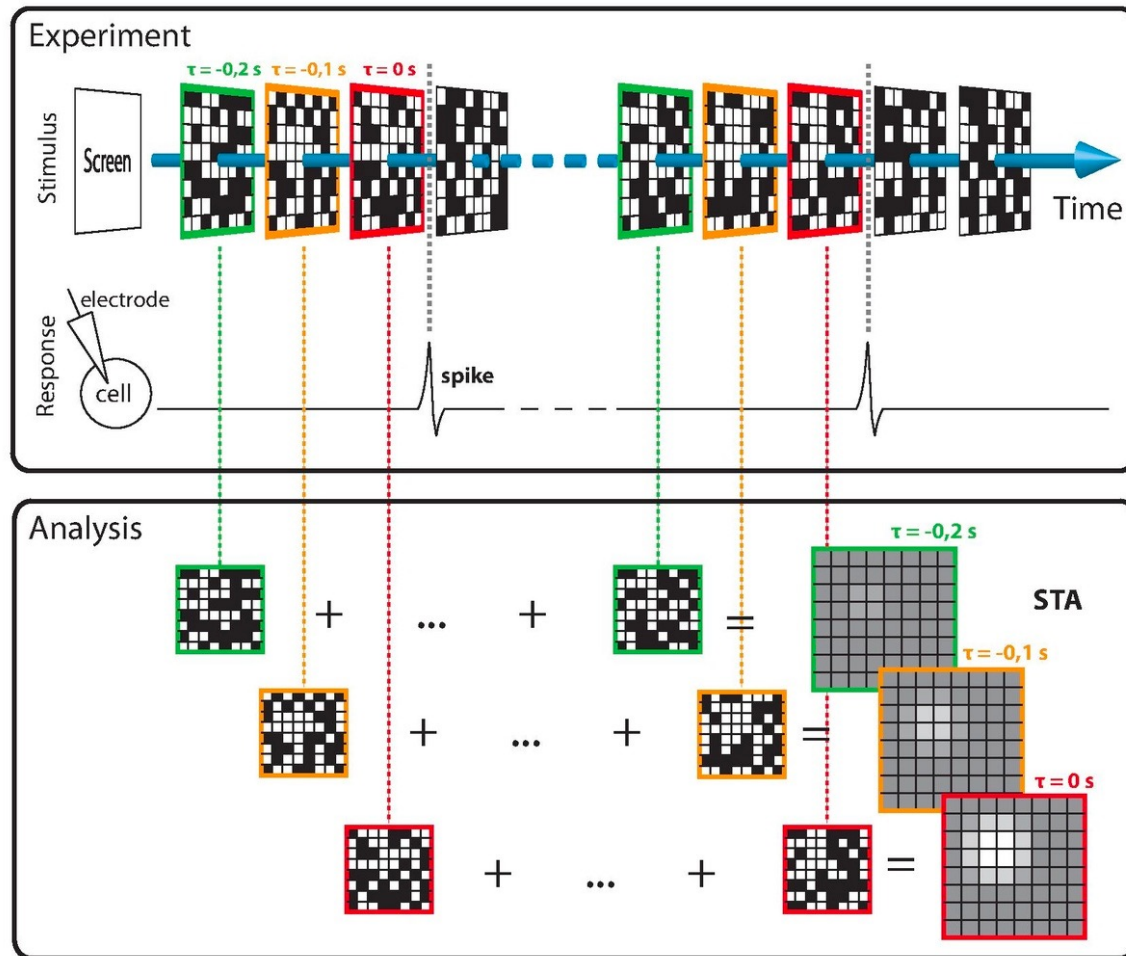 Experiment
τ = -0,2 s τ = -0,1 s τ = 0 s
Stimulus
Screen
Time
Response
electrode
cell
spike
Analysis
τ = -0,2 s
+ ... + =
STA
τ = -0,1 s
+ ... + =
τ = 0 s
+ ... + =